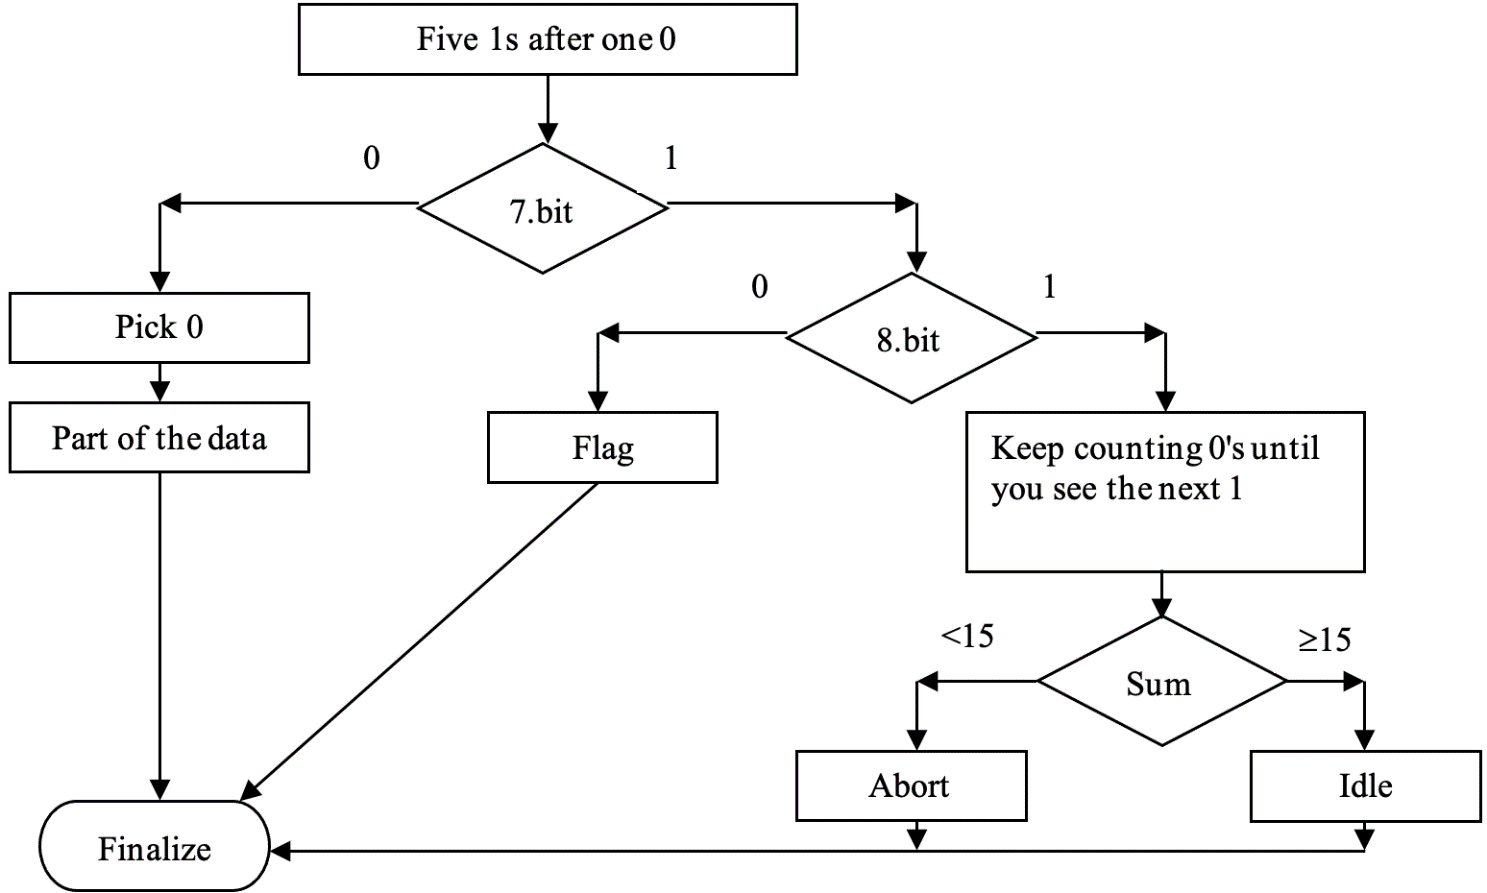 Five 1s after one 0
0
1
7.bit
0
1
Pick 0
8.bit
Part of the data
Flag
Keep counting 0's until
you see the next 1
<15
≥15
Sum
Abort
Idle
Finalize